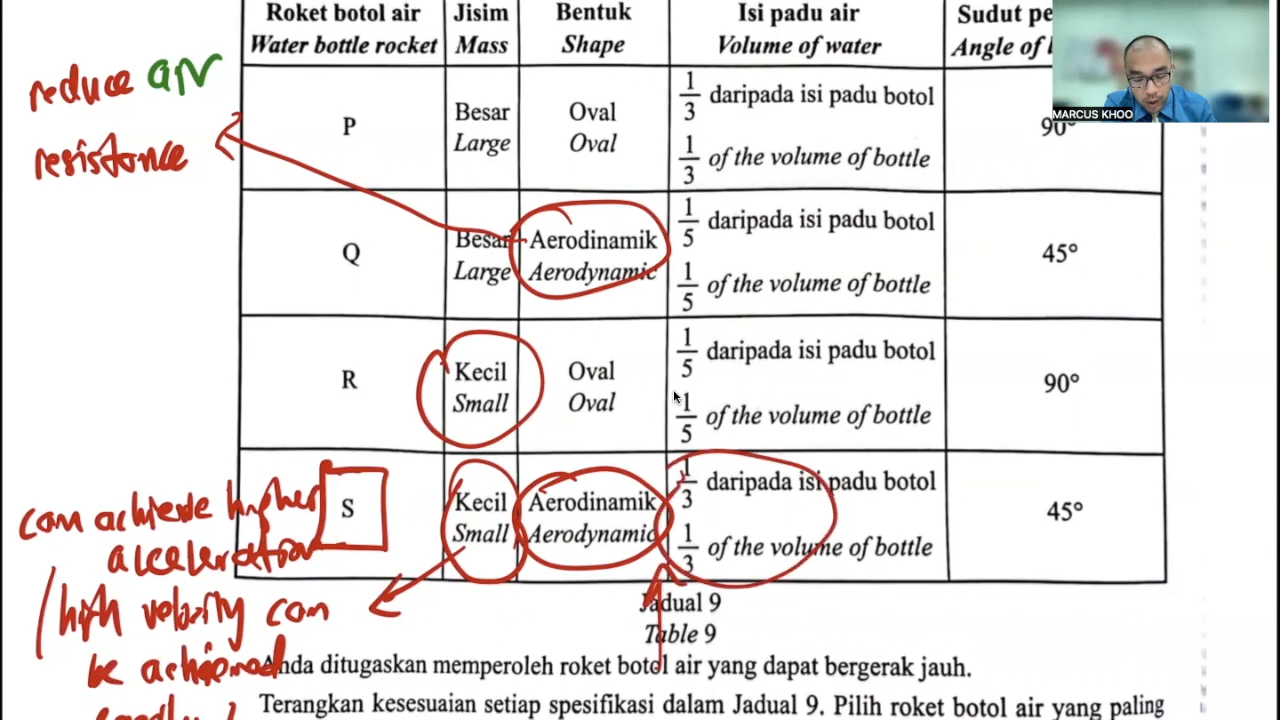 Roket botol air
Water bottle rocket
Jisim
Mass
Bentuk
Shape
Isi padu air
Volume of water
Sudut pe
Angle of
MARCUS KHOO
reduce air
resistance
P
Besar
Large
Oval
Oval
1/3 daripada isi padu botol
1/3 of the volume of bottle
90°
Q
Besar
Large
Aerodinamik
Aerodynamic
1/5 daripada isi padu botol
1/5 of the volume of bottle
45°
R
Kecil
Small
Oval
Oval
1/5 daripada isi padu botol
1/5 of the volume of bottle
90°
S
Kecil
Small
Aerodinamik
Aerodynamic
1/3 daripada isi padu botol
1/3 of the volume of bottle
45°
can achieve higher
acceleration
/high velocity can
be achieved
Jadual 9
Table 9
Anda ditugaskan memperoleh roket botol air yang dapat bergerak jauh.
Terangkan kesesuaian setiap spesifikasi dalam Jadual 9. Pilih roket botol air yang paling